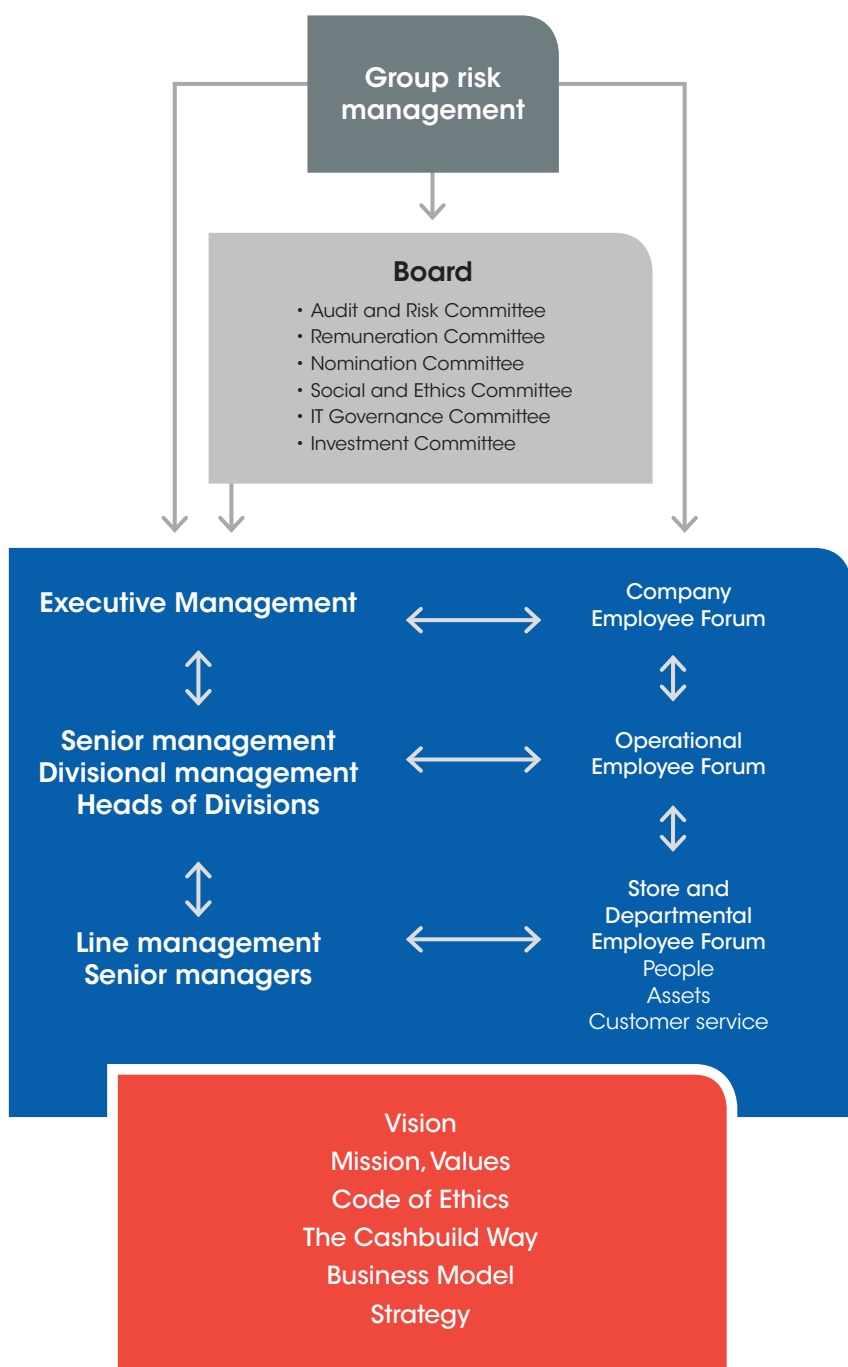 Group risk
management
Board
• Audit and Risk Committee
• Remuneration Committee
• Nomination Committee
• Social and Ethics Committee
• IT Governance Committee
• Investment Committee
Executive Management
Company
Employee Forum
Senior management
Divisional management
Heads of Divisions
Operational
Employee Forum
Line management
Senior managers
Store and
Departmental
Employee Forum
People
Assets
Customer service
Vision
Mission, Values
Code of Ethics
The Cashbuild Way
Business Model
Strategy